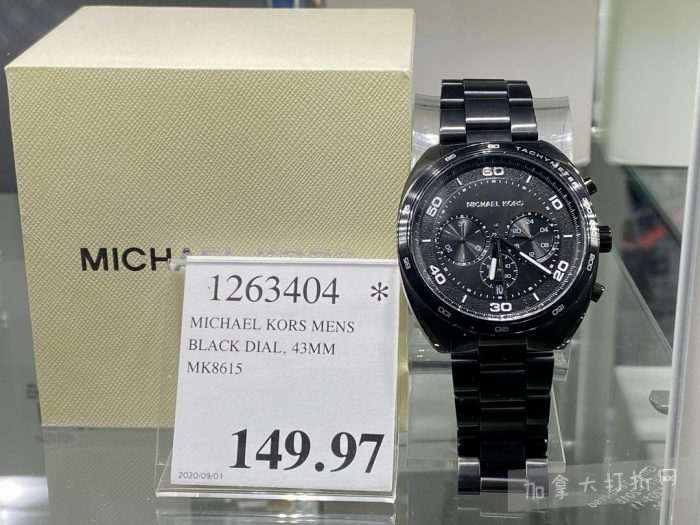 MICHA
1263404 *
MICHAEL KORS MENS
BLACK DIAL, 43MM
MK8615
149.97
2020/09/01
TACHYMETER
60
MICHAEL KORS
50
10
40
20
30
加拿大打折网